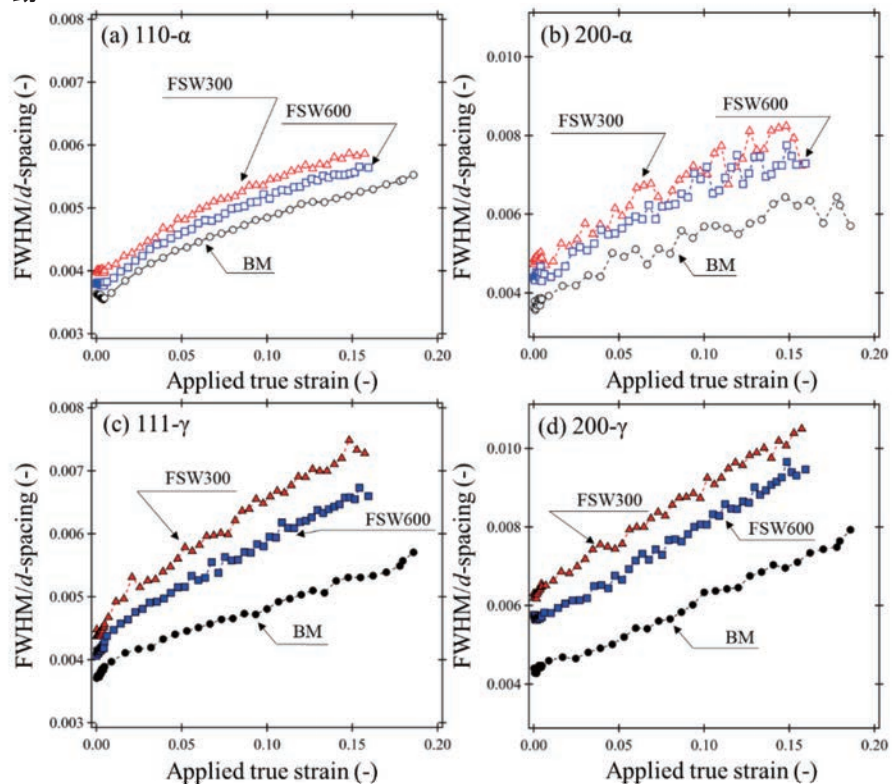 (a) 110-α
FWHM/d-spacing (-)
0.008
0.007
0.006
0.005
0.004
0.003
FSW300
FSW600
BM
0.00
0.05
0.10
0.15
0.20
Applied true strain (-)
(b) 200-α
FWHM/d-spacing (-)
0.010
0.008
0.006
0.004
FSW300
FSW600
BM
0.00
0.05
0.10
0.15
0.20
Applied true strain (-)
(c) 111-γ
FWHM/d-spacing (-)
0.008
0.007
0.006
0.005
0.004
0.003
FSW300
FSW600
BM
0.00
0.05
0.10
0.15
0.20
Applied true strain (-)
(d) 200-γ
FWHM/d-spacing (-)
0.010
0.008
0.006
0.004
FSW300
FSW600
BM
0.00
0.05
0.10
0.15
0.20
Applied true strain (-)